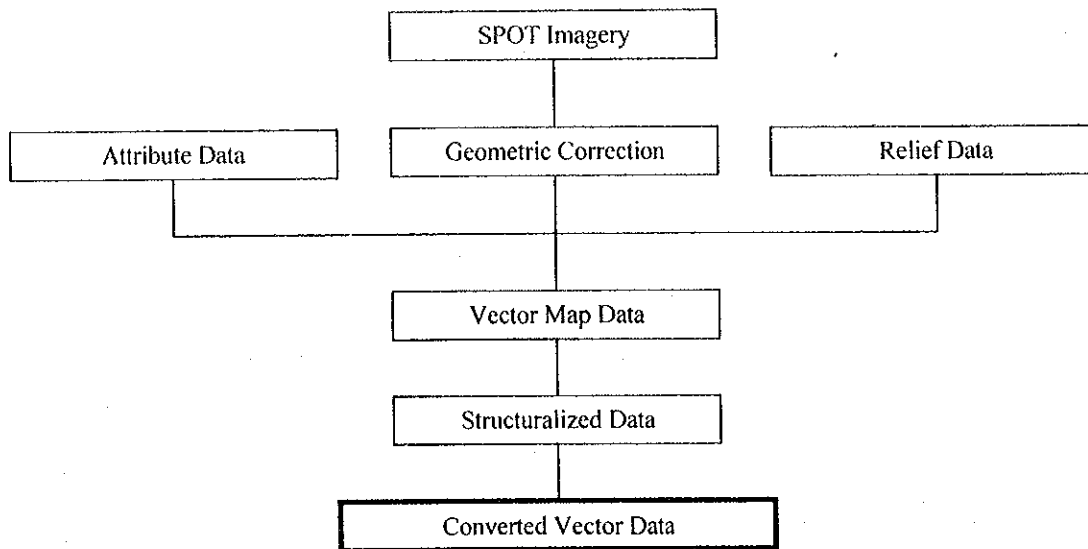 SPOT Imagery
Attribute Data
Geometric Correction
Relief Data
Vector Map Data
Structuralized Data
Converted Vector Data